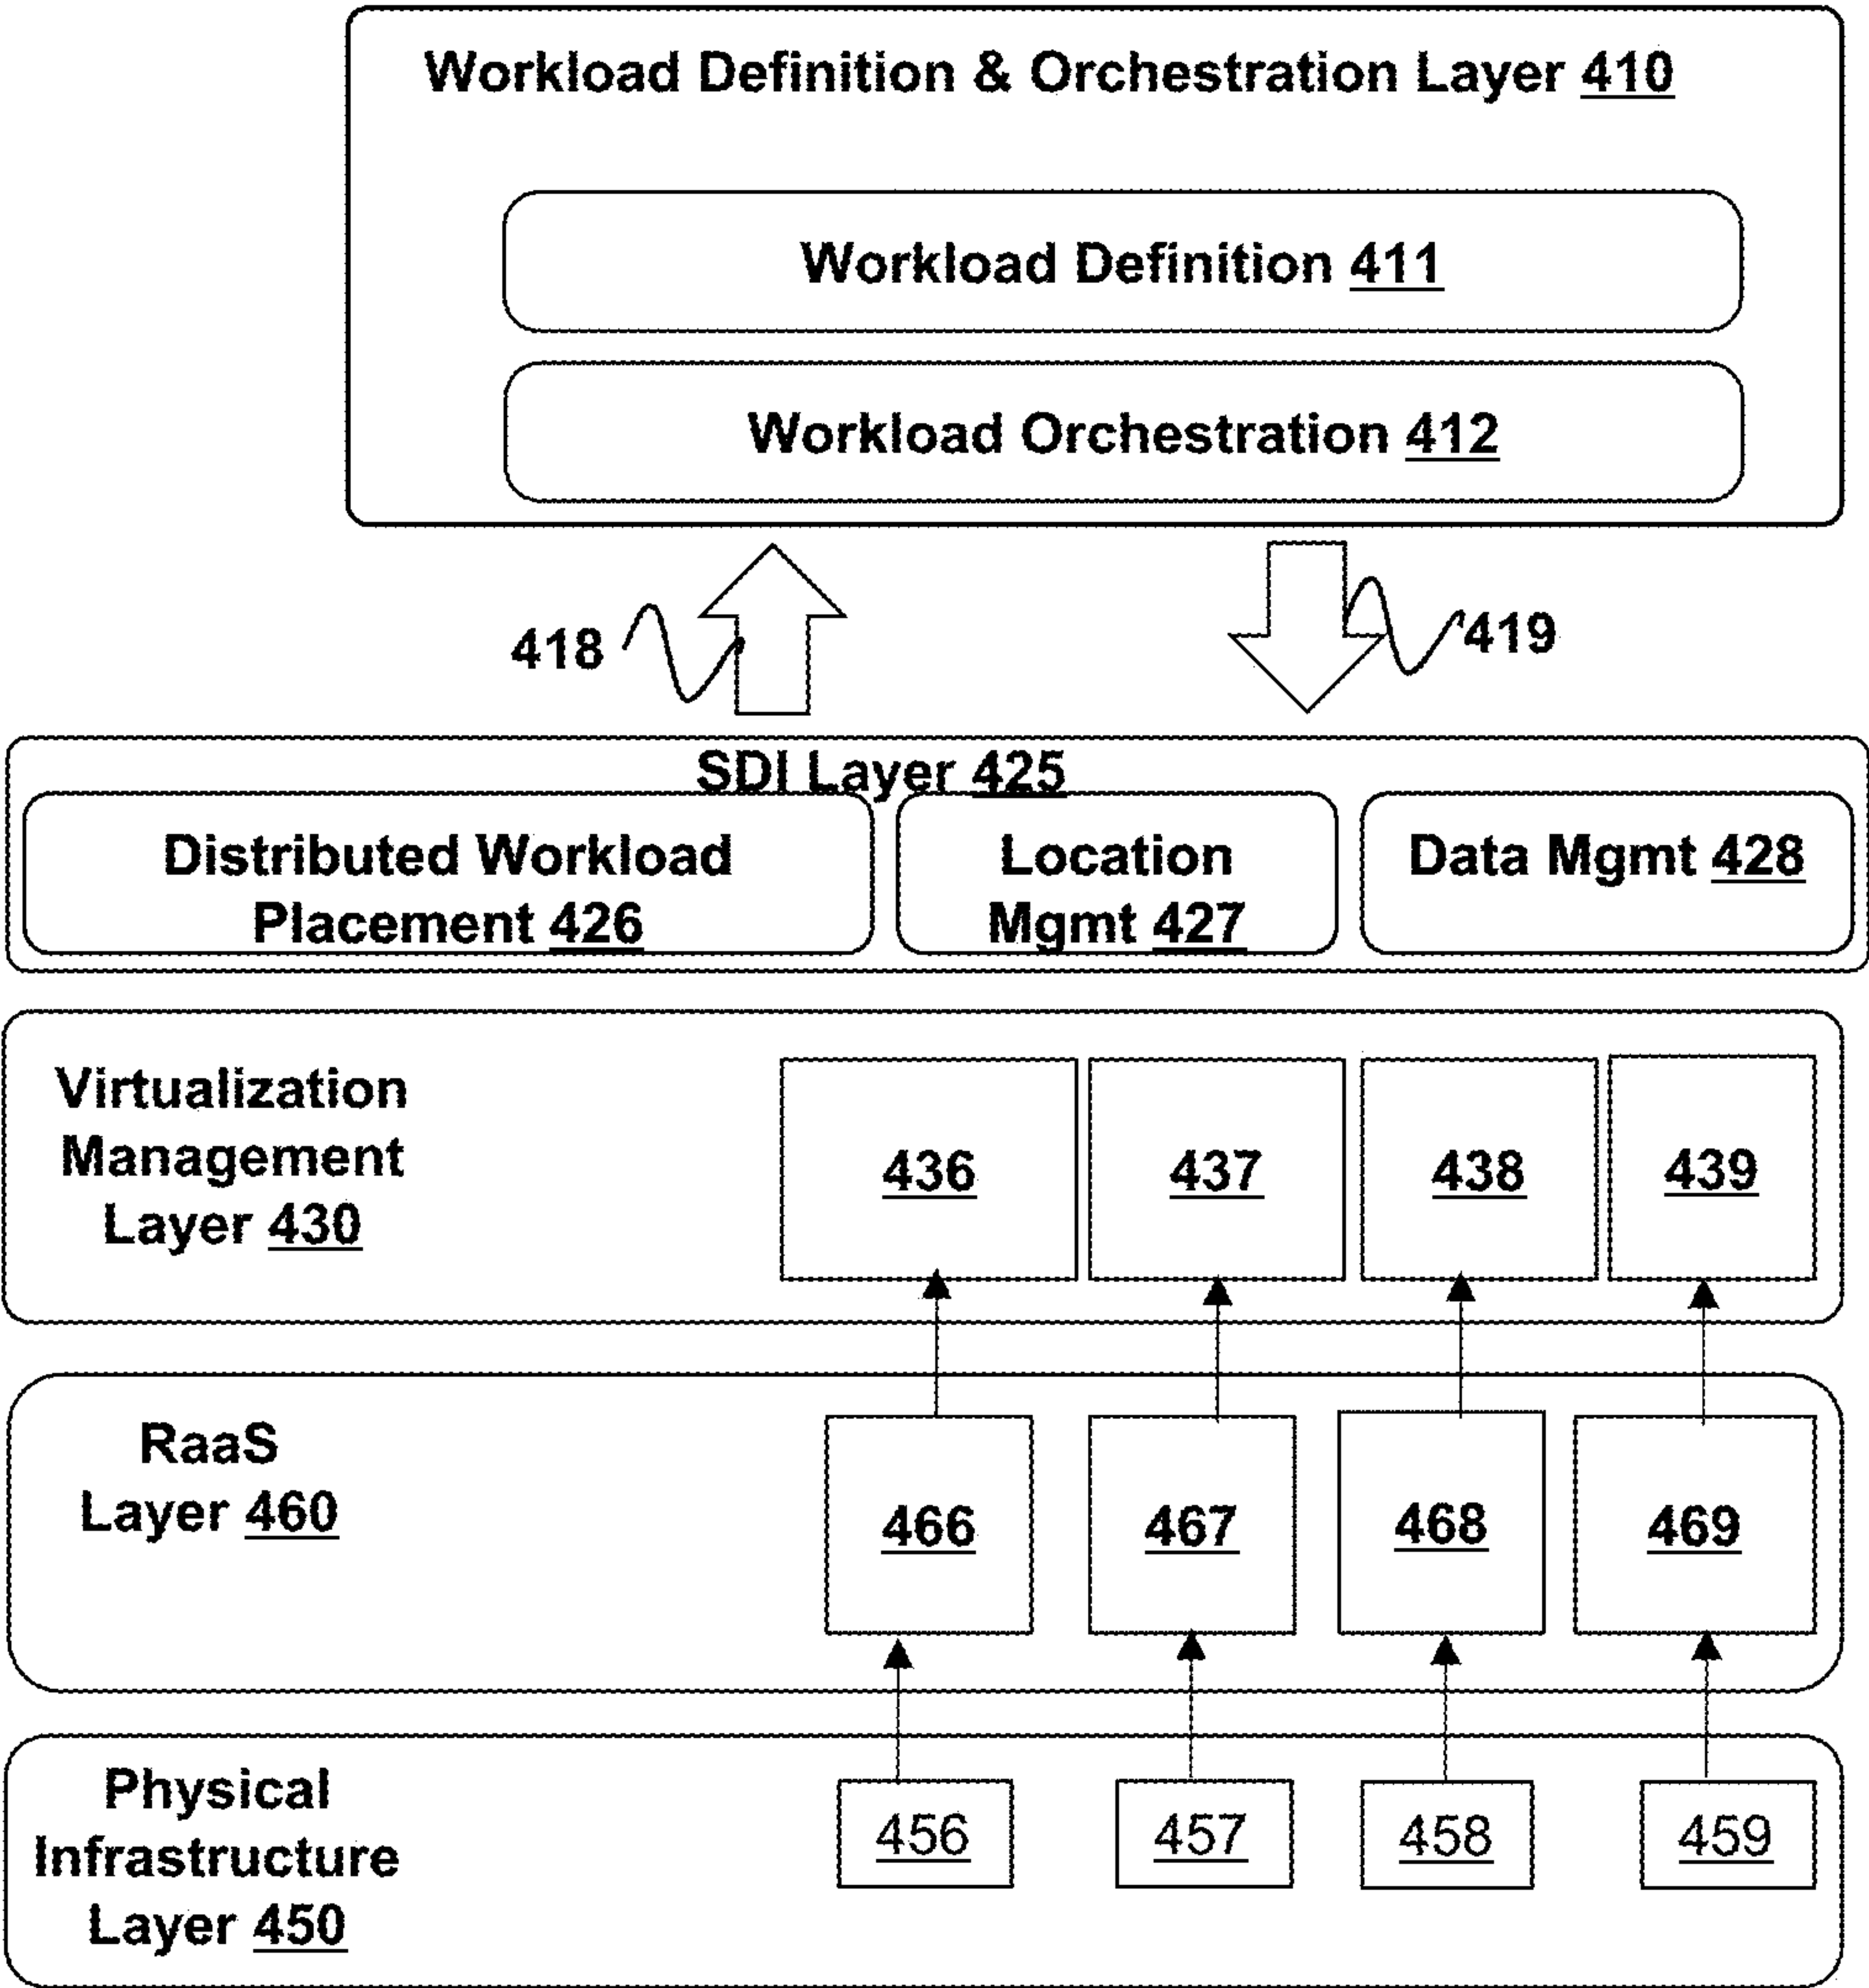 Workload Definition & Orchestration Layer 410
Workload Definition 411
Workload Orchestration 412
418
419
SDI Layer 425
Distributed Workload
Placement 426
Location
Mgmt 427
Data Mgmt 428
Virtualization
Management
Layer 430
436
437
438
439
RaaS
Layer 460
466
467
468
469
Physical
Infrastructure
Layer 450
456
457
458
459